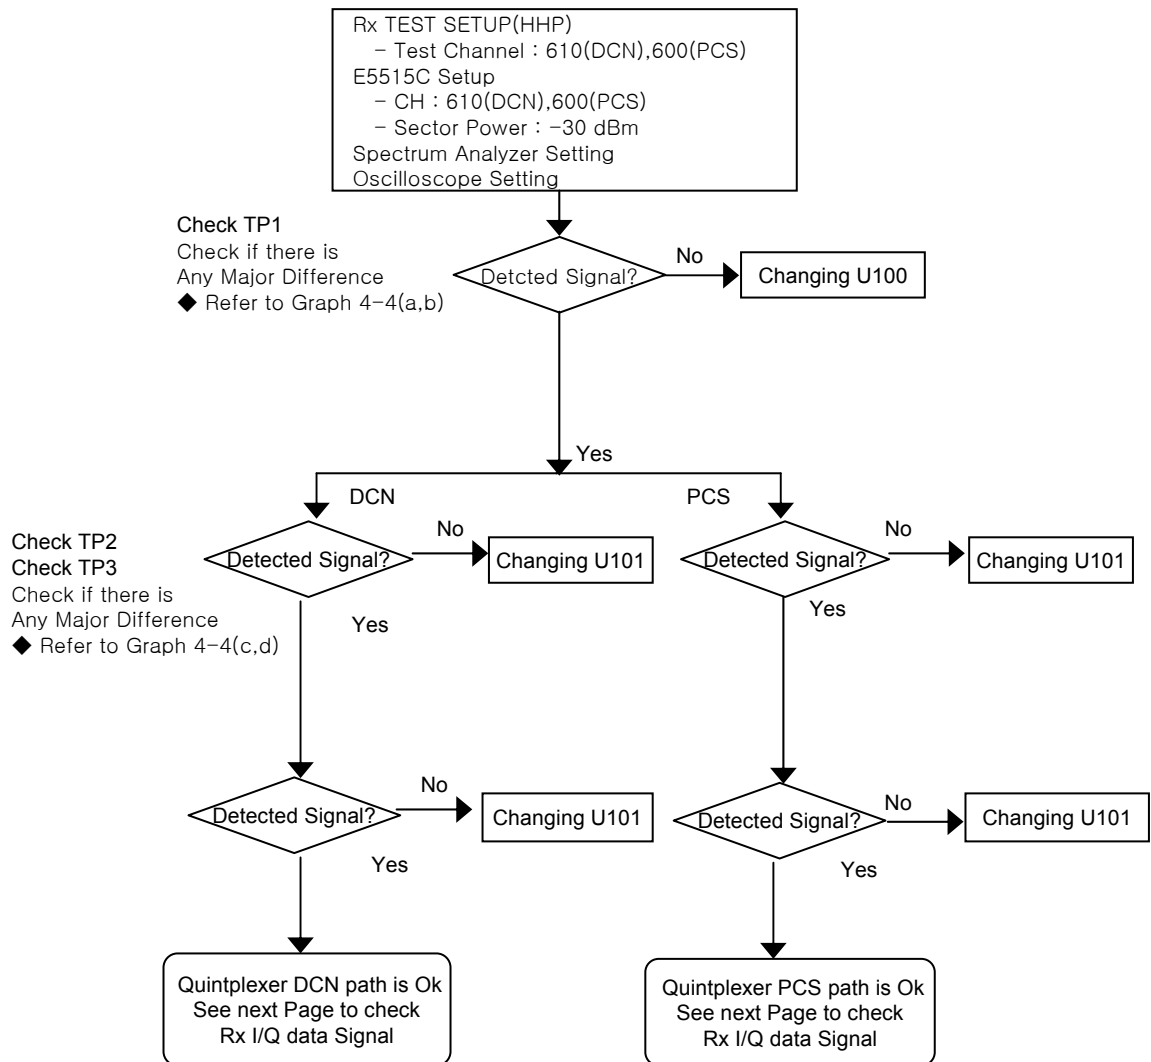 Rx TEST SETUP(HHP)
- Test Channel : 610(DCN),600(PCS)
E5515C Setup
- CH : 610(DCN),600(PCS)
- Sector Power : -30 dBm
Spectrum Analyzer Setting
Oscilloscope Setting
Check TP1
Check if there is
Any Major Difference
◆ Refer to Graph 4-4(a,b)
Detcted Signal?
No
Changing U100
Yes
DCN
PCS
Check TP2
Check TP3
Check if there is
Any Major Difference
◆ Refer to Graph 4-4(c,d)
Detected Signal?
No
Changing U101
Yes
Detected Signal?
No
Changing U101
Yes
Detected Signal?
No
Changing U101
Yes
Detected Signal?
No
Changing U101
Yes
Quintplexer DCN path is Ok
See next Page to check
Rx I/Q data Signal
Quintplexer PCS path is Ok
See next Page to check
Rx I/Q data Signal